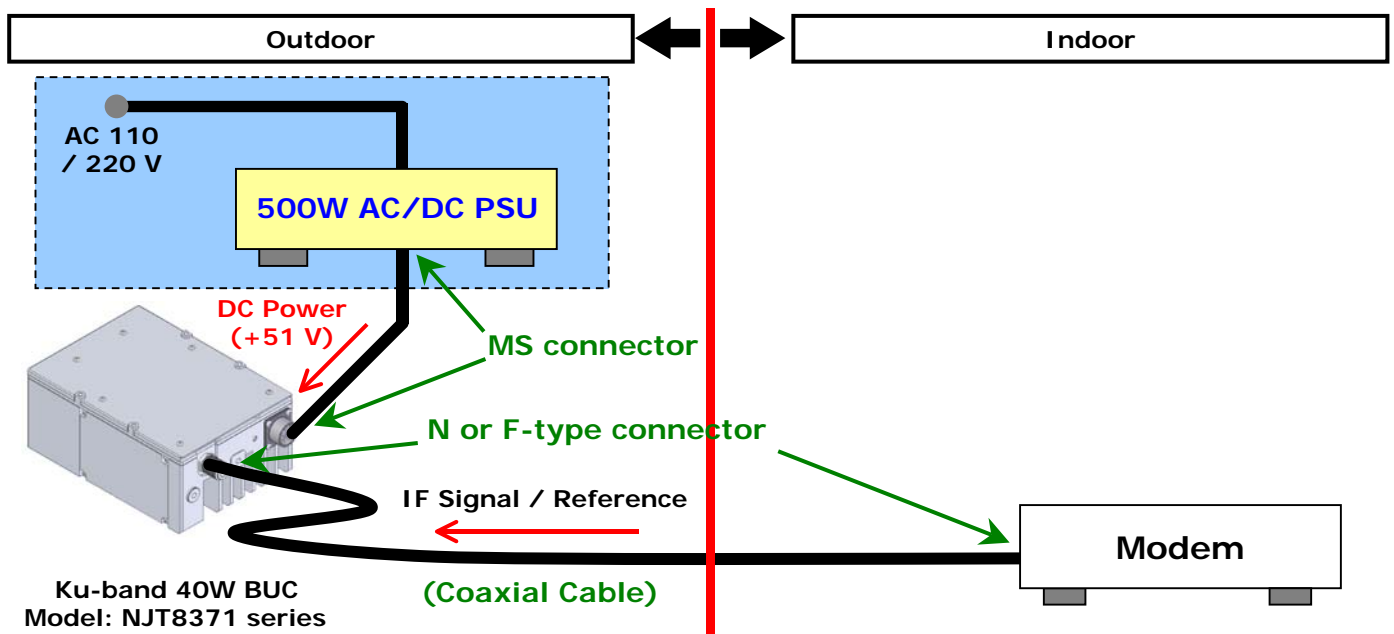 Outdoor
Indoor
AC 110
/ 220 V
500W AC/DC PSU
DC Power
(+51 V)
MS connector
N or F-type connector
IF Signal / Reference
Modem
(Coaxial Cable)
Ku-band 40W BUC
Model: NJT8371 series